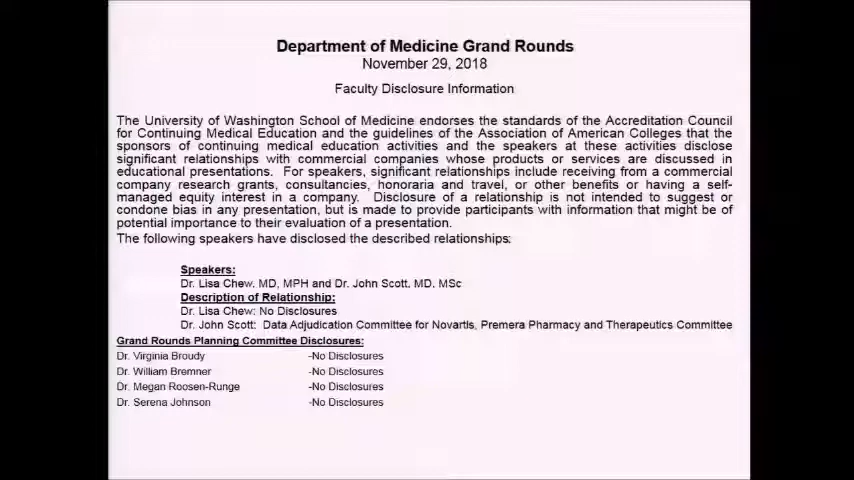 Department of Medicine Grand Rounds
November 29, 2018
Faculty Disclosure Information
The University of Washington School of Medicine endorses the standards of the Accreditation Council
for Continuing Medical Education and the guidelines of the Association of American Colleges that the
sponsors of continuing medical education activities and the speakers at these activities disclose
significant relationships with commercial companies whose products or services are discussed in
educational presentations. For speakers, significant relationships include receiving from a commercial
company research grants, consultancies, honoraria and travel, or other benefits or having a self-
managed equity interest in a company. Disclosure of a relationship is not intended to suggest or
condone bias in any presentation, but is made to provide participants with information that might be of
potential importance to their evaluation of a presentation.
The following speakers have disclosed the described relationships:
Speakers:
Dr. Lisa Chew, MD, MPH and Dr. John Scott, MD, MSc
Description of Relationship:
Dr. Lisa Chew: No Disclosures
Dr. John Scott: Data Adjudication Committee for Novartis, Premera Pharmacy and Therapeutics Committee
Grand Rounds Planning Committee Disclosures:
Dr. Virginia Broudy -No Disclosures
Dr. William Bremner -No Disclosures
Dr. Megan Roosen-Runge -No Disclosures
Dr. Serena Johnson -No Disclosures